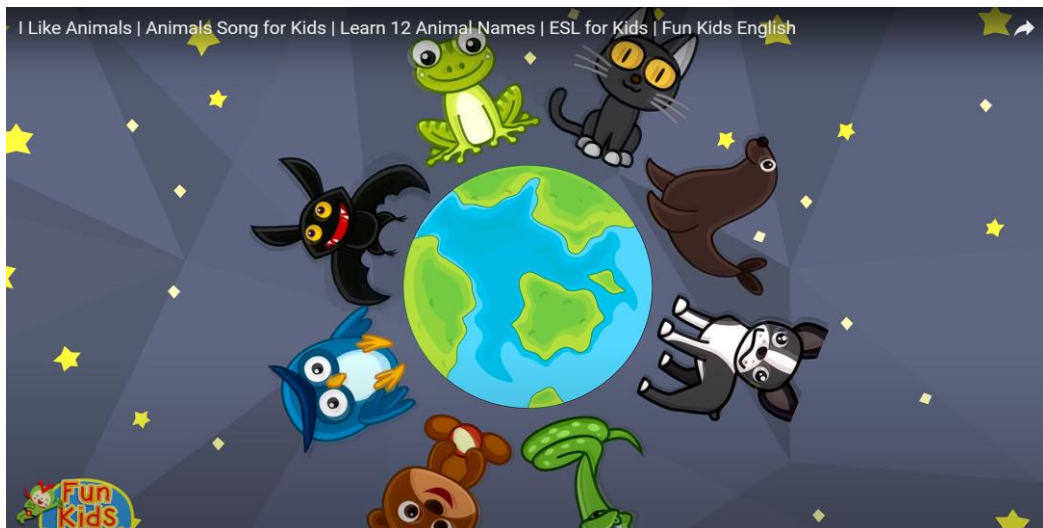 I Like Animals | Animals Song for Kids | Learn 12 Animal Names | ESL for Kids | Fun Kids English
Fun
KiDS